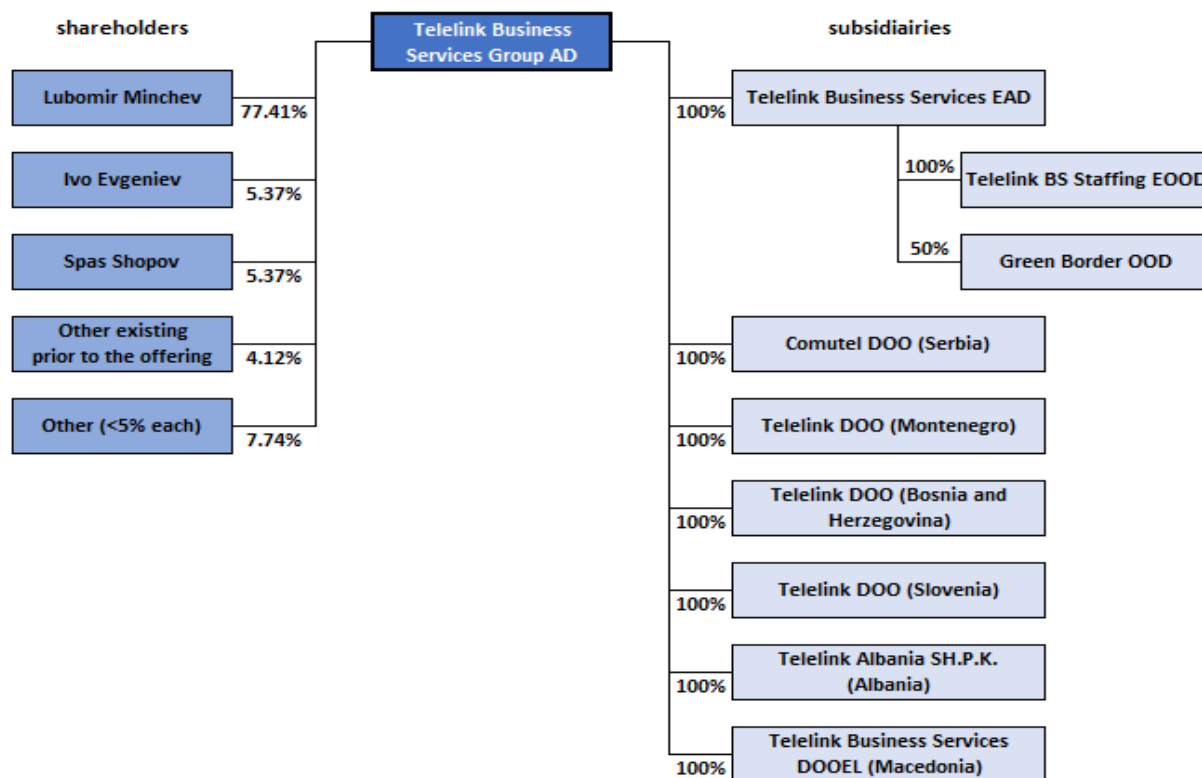 shareholders
Telelink Business
Services Group AD
subsidiairies
Lubomir Minchev
77.41%
Ivo Evgeniev
5.37%
Spas Shopov
5.37%
Other existing
prior to the offering
4.12%
Other (<5% each)
7.74%
100%
Telelink Business Services EAD
100%
Telelink BS Staffing EOOD
50%
Green Border OOD
100%
Comutel DOO (Serbia)
100%
Telelink DOO (Montenegro)
100%
Telelink DOO (Bosnia and
Herzegovina)
100%
Telelink DOO (Slovenia)
100%
Telelink Albania SH.P.K.
(Albania)
100%
Telelink Business Services
DOOEL (Macedonia)